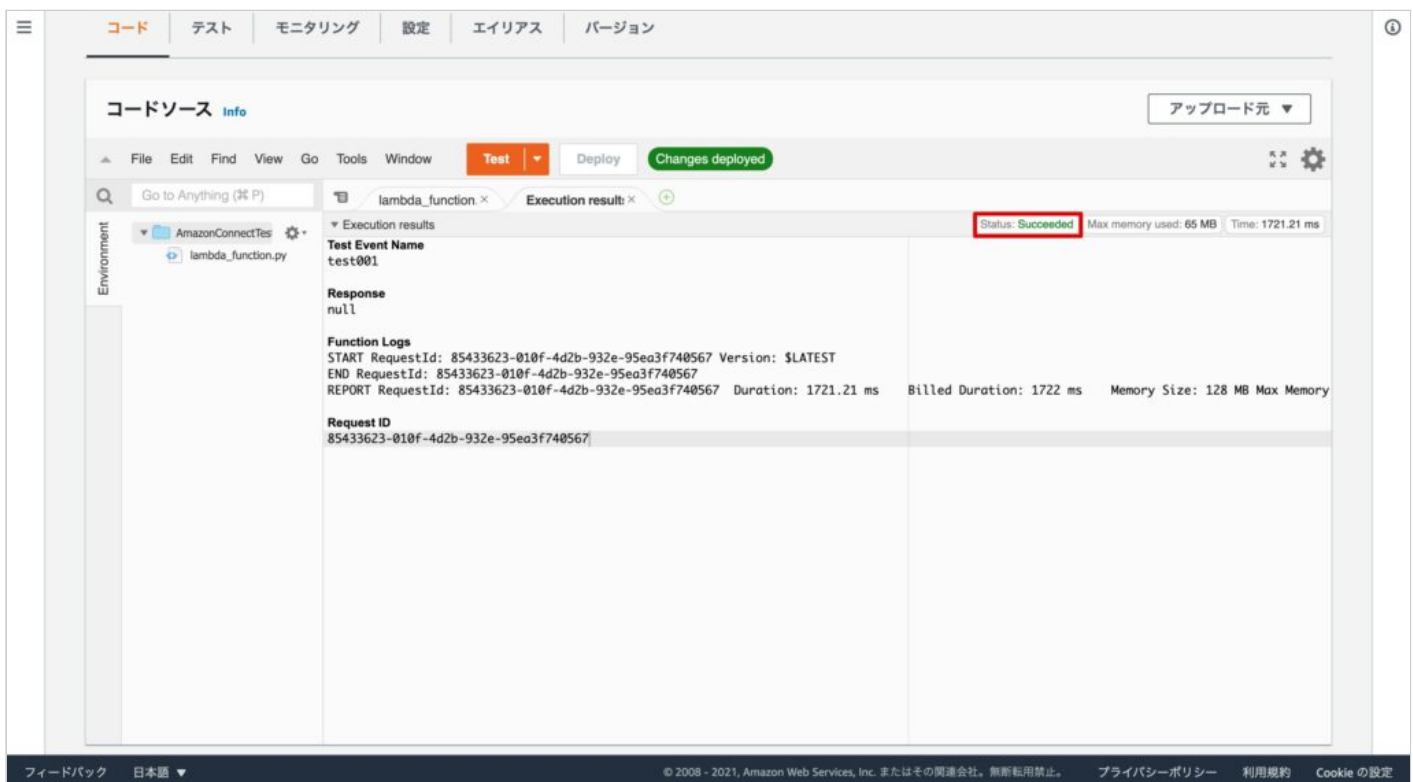 コード テスト モニタリング 設定 エイリアス バージョン
コードソース Info
アップロード元 ▼
File Edit Find View Go Tools Window Test Deploy Changes deployed
Go to Anything (⌘ P)
lambda_function. × Execution result: ×
Environment
AmazonConnectTes
lambda_function.py
▼ Execution results
Status: Succeeded Max memory used: 65 MB Time: 1721.21 ms
Test Event Name
test001
Response
null
Function Logs
START RequestId: 85433623-010f-4d2b-932e-95ea3f740567 Version: $LATEST
END RequestId: 85433623-010f-4d2b-932e-95ea3f740567
REPORT RequestId: 85433623-010f-4d2b-932e-95ea3f740567 Duration: 1721.21 ms Billed Duration: 1722 ms Memory Size: 128 MB Max Memory
Request ID
85433623-010f-4d2b-932e-95ea3f740567
フィードバック 日本語 ▼ © 2008 - 2021, Amazon Web Services, Inc. またはその関連会社。無断転用禁止。 プライバシーポリシー 利用規約 Cookie の設定